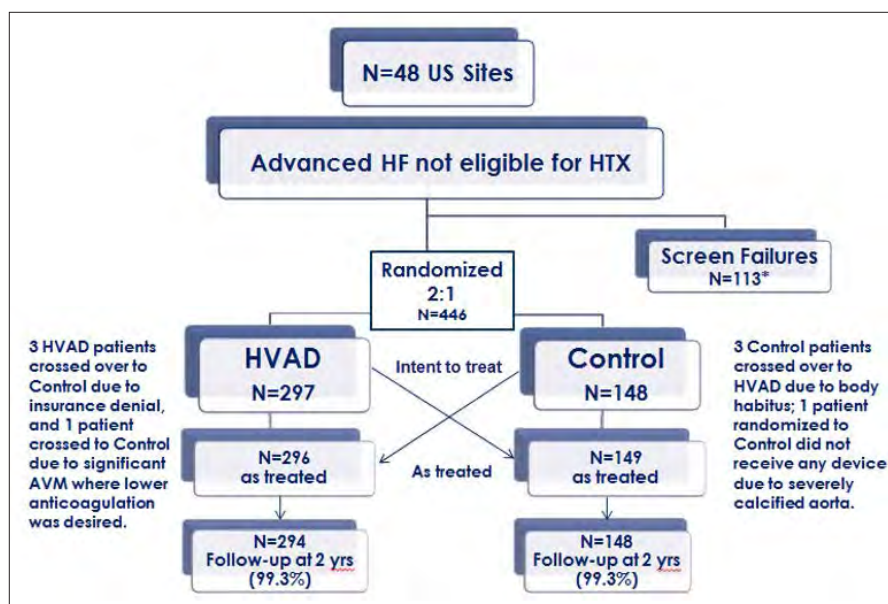 N=48 US Sites
Advanced HF not eligible for HTX
Screen Failures
N=113*
Randomized
2:1
N=446
3 HVAD patients
crossed over to
Control due to
insurance denial,
and 1 patient
crossed to Control
due to significant
AVM where lower
anticoagulation
was desired.
HVAD
N=297
Intent to treat
Control
N=148
3 Control patients
crossed over to
HVAD due to body
habitus; 1 patient
randomized to
Control did not
receive any device
due to severely
calcified aorta.
N=296
as treated
As treated
N=149
as treated
N=294
Follow-up at 2 yrs
(99.3%)
N=148
Follow-up at 2 yrs
(99.3%)